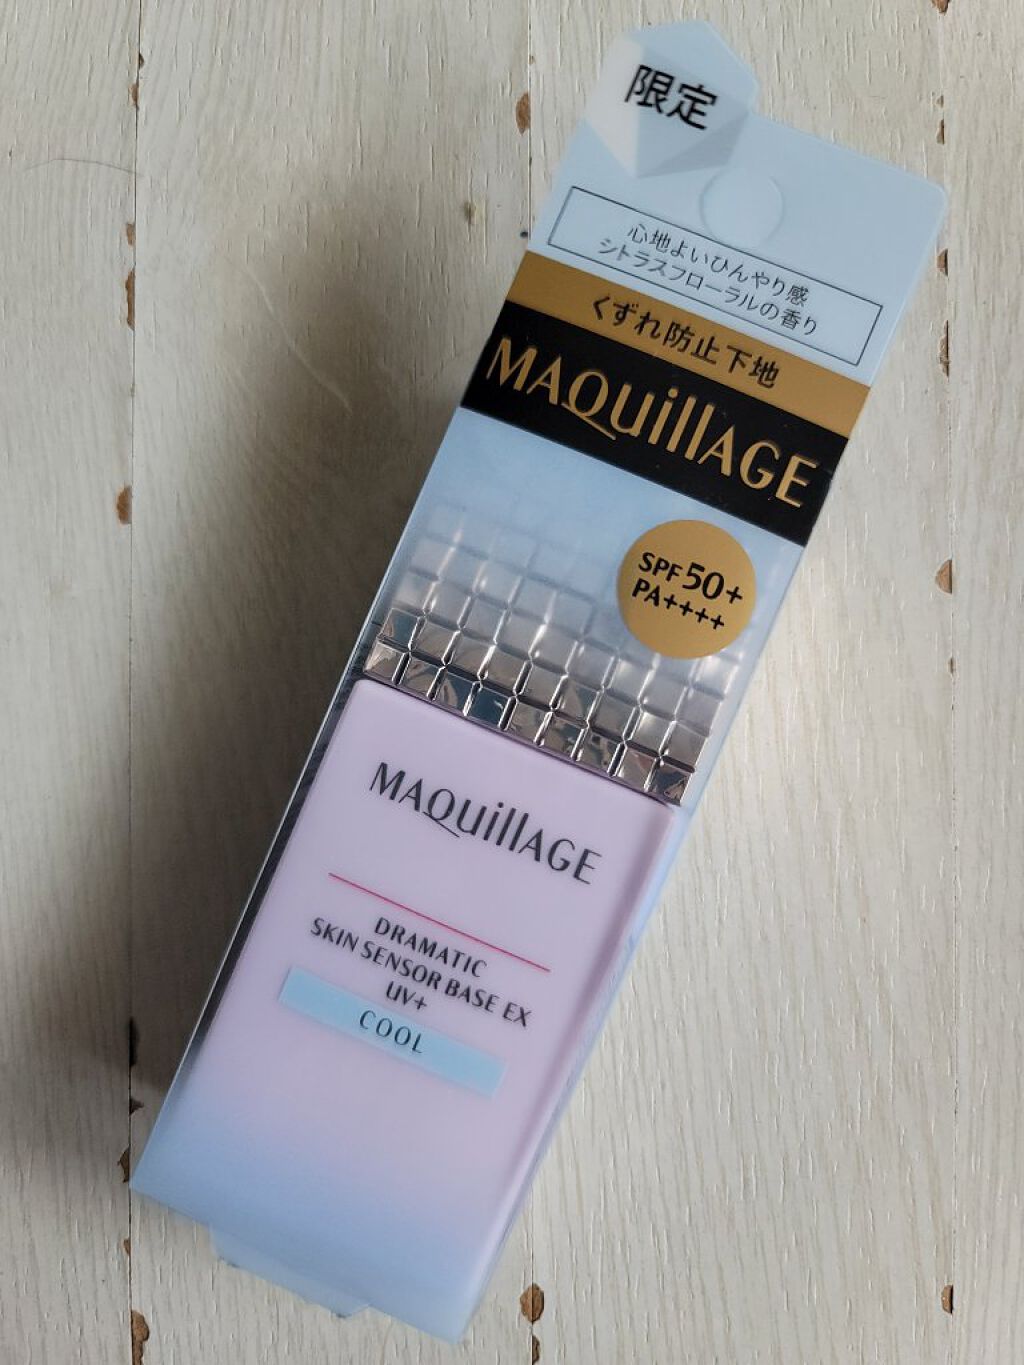 限定
心地よいひんやり感
シトラスフローラルの香り
くずれ防止下地
MAQuillAGE
SPF50+
PA++++
MAQuillAGE
DRAMATIC
SKIN SENSOR BASE EX
UV+
COOL